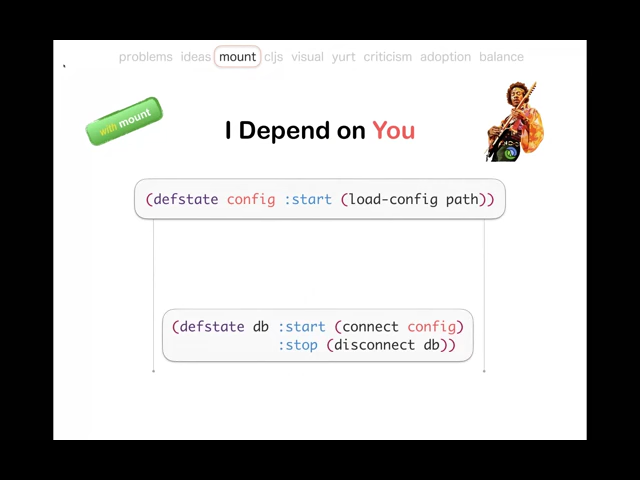 problems ideas mount cljs visual yurt criticism adoption balance
with mount
I Depend on You
(defstate config :start (load-config path))
(defstate db :start (connect config)
:stop (disconnect db))